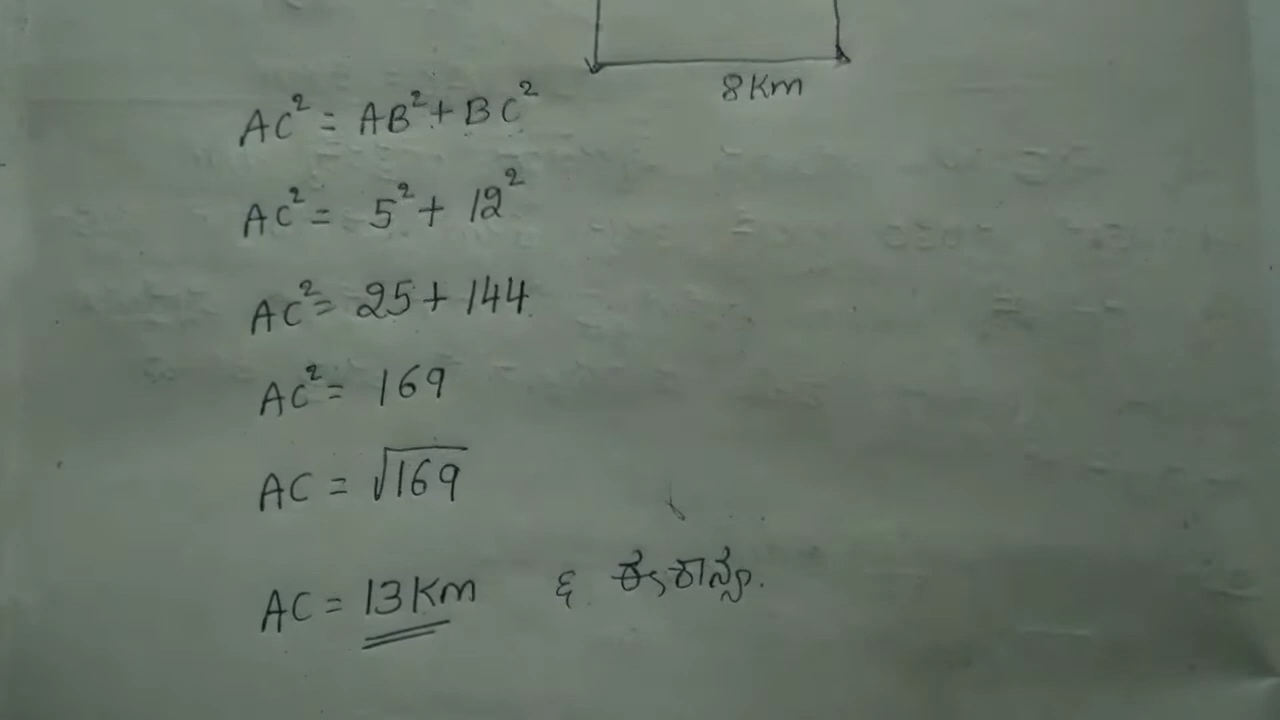 8Km
AC² = AB² + BC²
AC² = 5² + 12²
AC² = 25 + 144
AC² = 169
AC = √169
AC = 13Km